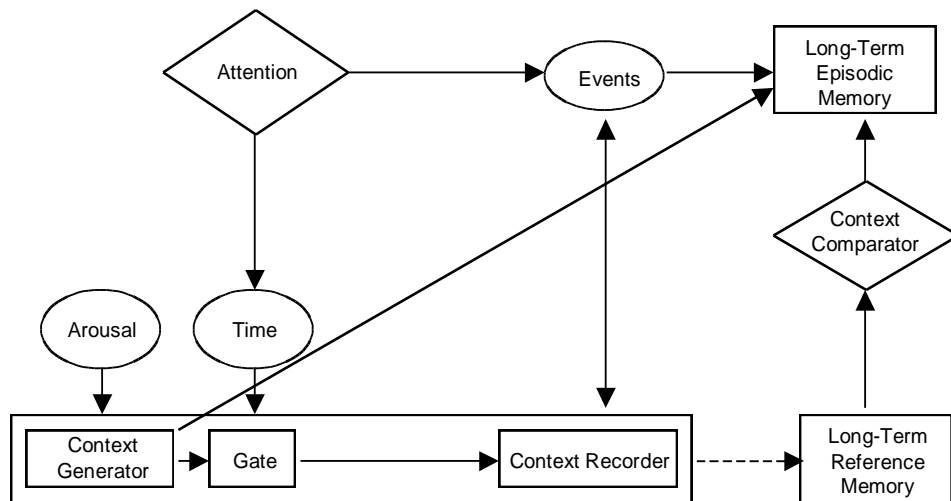 Attention
Events
Long-Term
Episodic
Memory
Context
Comparator
Arousal
Time
Context
Generator
Gate
Context Recorder
Long-Term
Reference
Memory